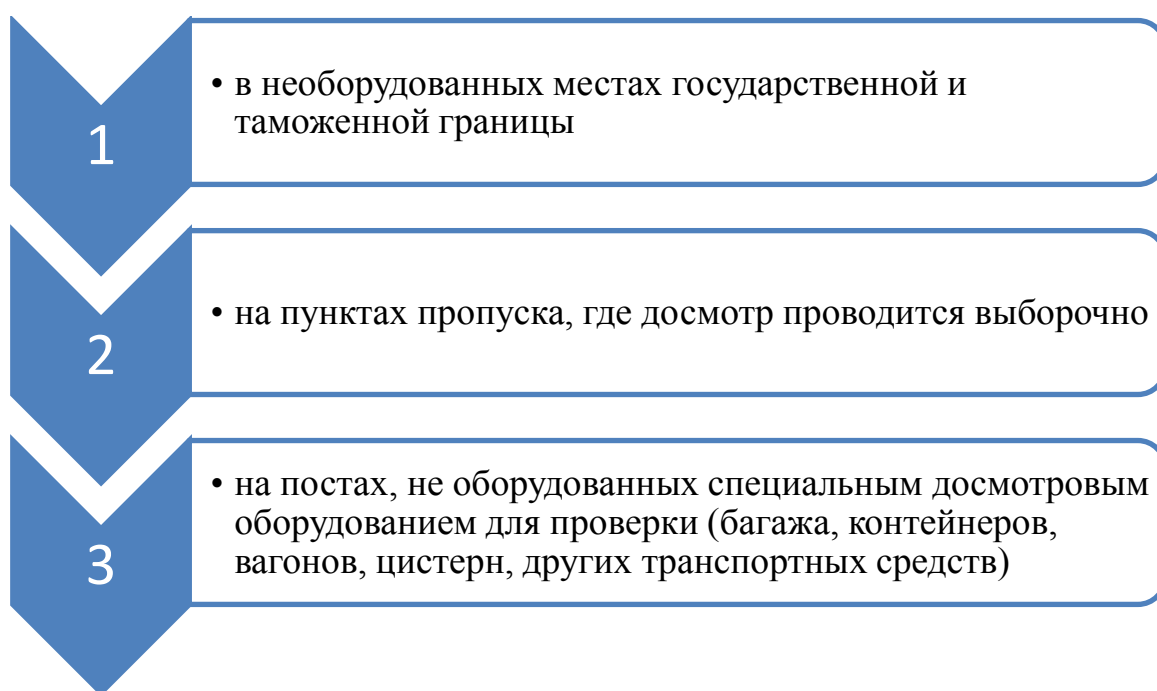 1
• в необорудованных местах государственной и
таможенной границы
2
• на пунктах пропуска, где досмотр проводится выборочно
3
• на постах, не оборудованных специальным досмотровым
оборудованием для проверки (багажа, контейнеров,
вагонов, цистерн, других транспортных средств)